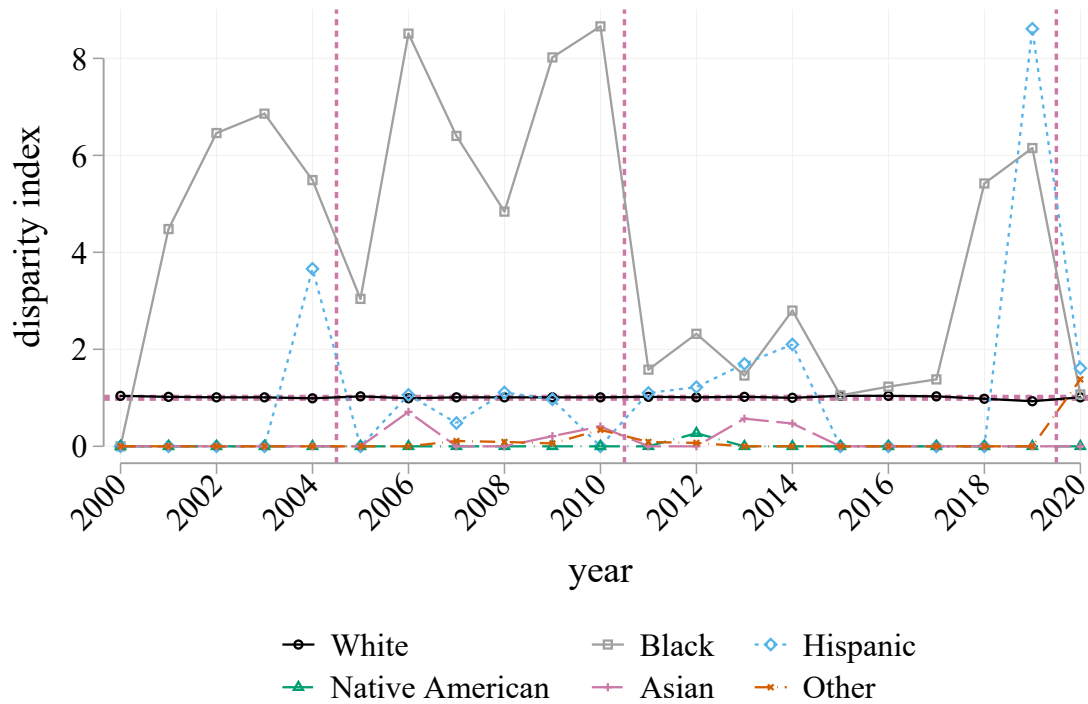 8
6
4
2
0
disparity index
2000 2002 2004 2006 2008 2010 2012 2014 2016 2018 2020
year
White Black Hispanic
Native American Asian Other